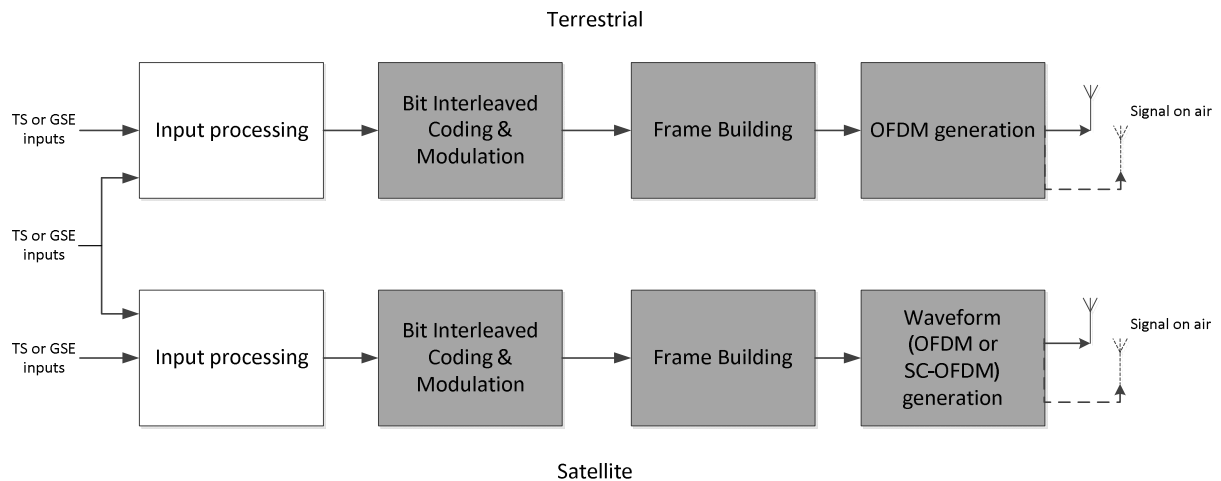 Terrestrial
TS or GSE
inputs
Input processing
Bit Interleaved
Coding &
Modulation
Frame Building
OFDM generation
Signal on air
TS or GSE
inputs
TS or GSE
inputs
Input processing
Bit Interleaved
Coding &
Modulation
Frame Building
Waveform
(OFDM or
SC-OFDM)
generation
Signal on air
Satellite